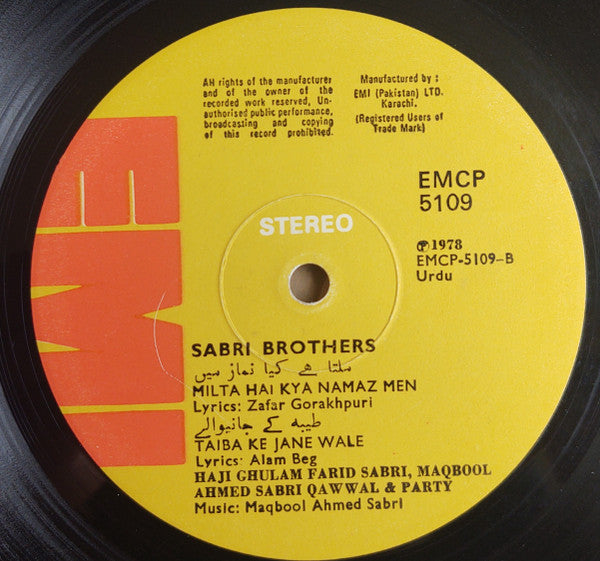 EMI
AH rights of the manufacturer
and of the owner of the
recorded work reserved, Un-
authorised public performance,
broadcasting and copying
of this record prohibited.
Manufactured by :
EMI (Pakistan) LTD.
Karachi.
(Registered Users of
Trade Mark)
EMCP
5109
STEREO
℗ 1978
EMCP-5109-B
Urdu
SABRI BROTHERS
ملتا ھے کیا نماز میں
MILTA HAI KYA NAMAZ MEN
Lyrics: Zafar Gorakhpuri
طیبہ کے جانیوالے
TAIBA KE JANE WALE
Lyrics: Alam Beg
HAJI GHULAM FARID SABRI, MAQBOOL
AHMED SABRI QAWWAL & PARTY
Music: Maqbool Ahmed Sabri